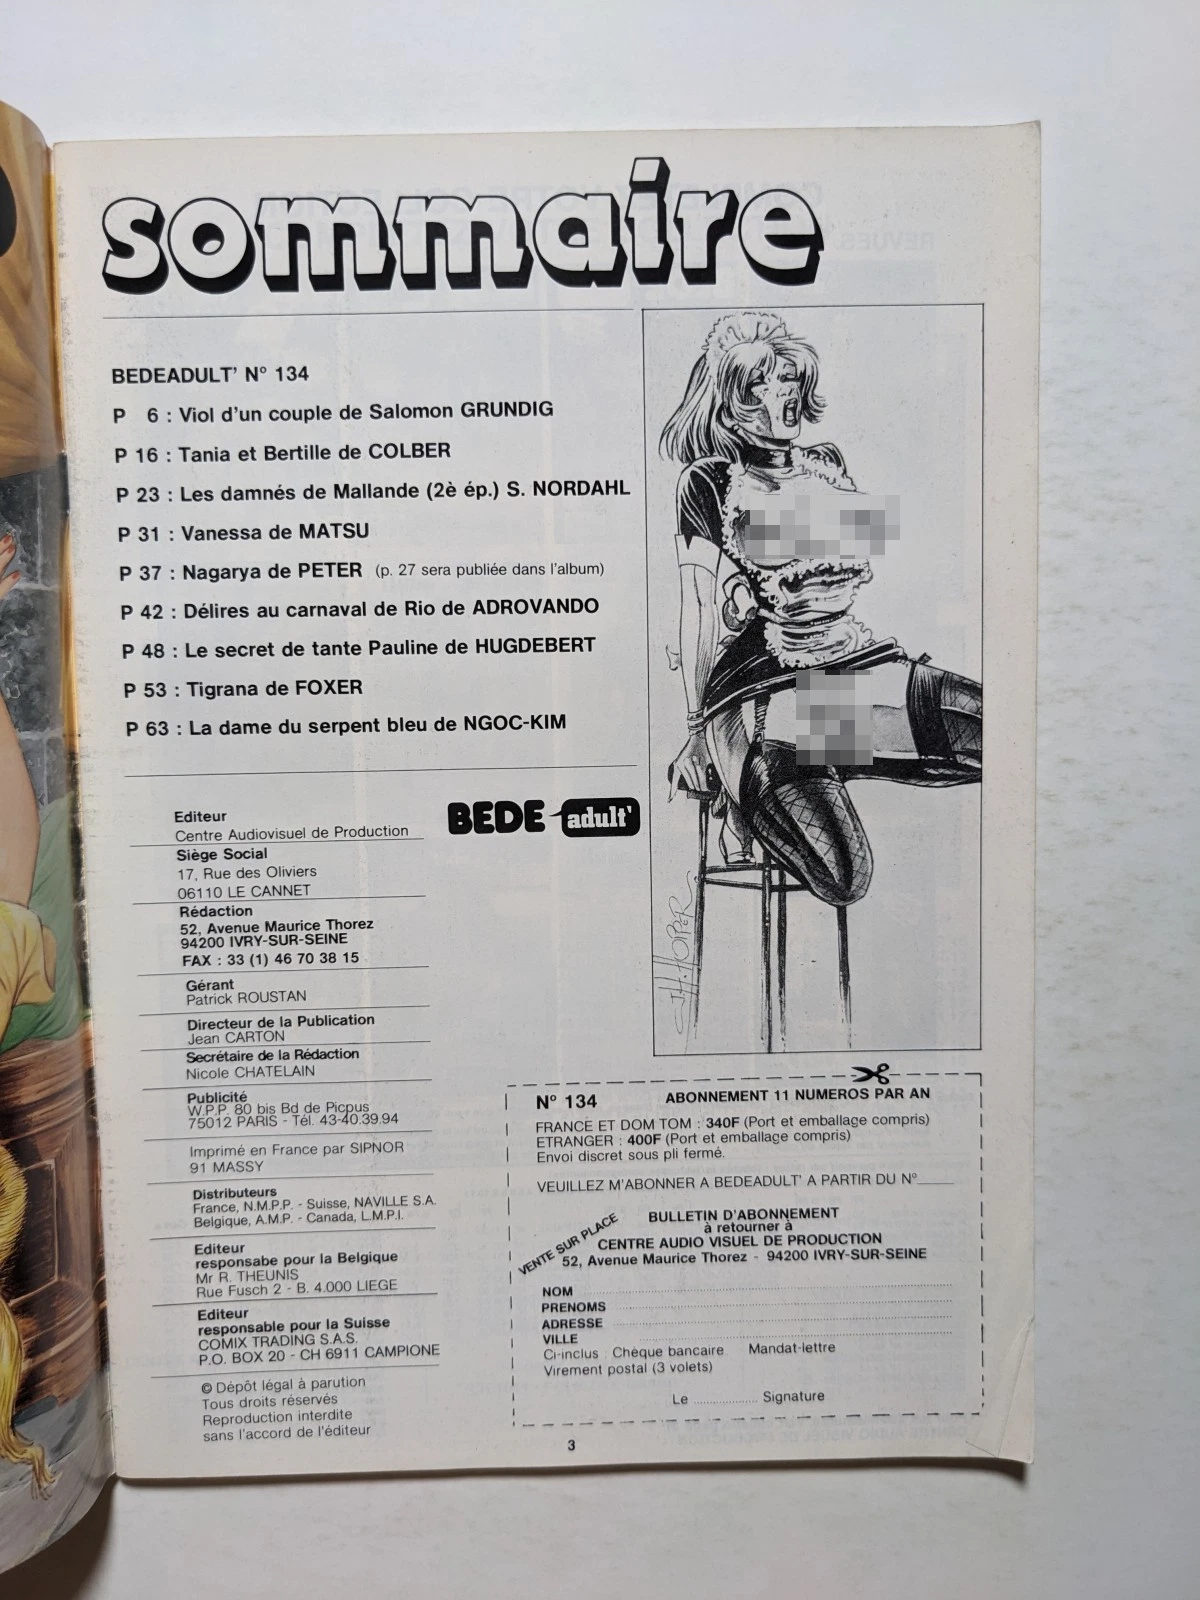 sommaire
BEDEADULT' N° 134
P 6 : Viol d'un couple de Salomon GRUNDIG
P 16 : Tania et Bertille de COLBER
P 23 : Les damnés de Mallande (2è ép.) S. NORDAHL
P 31 : Vanessa de MATSU
P 37 : Nagarya de PETER (p. 27 sera publiée dans l'album)
P 42 : Délires au carnaval de Rio de ADROVANDO
P 48 : Le secret de tante Pauline de HUGDEBERT
P 53 : Tigrana de FOXER
P 63 : La dame du serpent bleu de NGOC-KIM
BEDE adult'
Editeur
Centre Audiovisuel de Production
Siège Social
17, Rue des Oliviers
06110 LE CANNET
Rédaction
52, Avenue Maurice Thorez
94200 IVRY-SUR-SEINE
FAX : 33 (1) 46 70 38 15
Gérant
Patrick ROUSTAN
Directeur de la Publication
Jean CARTON
Secrétaire de la Rédaction
Nicole CHATELAIN
Publicité
W.P.P. 80 bis Bd de Picpus
75012 PARIS - Tél. 43-40.39.94
Imprimé en France par SIPNOR
91 MASSY
Distributeurs
France, N.M.P.P. - Suisse, NAVILLE S.A.
Belgique, A.M.P. - Canada, L.M.P.I.
Editeur
responsabe pour la Belgique
Mr R. THEUNIS
Rue Fusch 2 - B. 4.000 LIEGE
Editeur
responsable pour la Suisse
COMIX TRADING S.A.S.
P.O. BOX 20 - CH 6911 CAMPIONE
© Dépôt légal à parution
Tous droits réservés
Reproduction interdite
sans l'accord de l'éditeur
J.H. HOPPER
N° 134 ABONNEMENT 11 NUMEROS PAR AN
FRANCE ET DOM TOM : 340F (Port et emballage compris)
ETRANGER : 400F (Port et emballage compris)
Envoi discret sous pli fermé.
VEUILLEZ M'ABONNER A BEDEADULT' A PARTIR DU N°
VENTE SUR PLACE
BULLETIN D'ABONNEMENT
à retourner à
CENTRE AUDIO VISUEL DE PRODUCTION
52, Avenue Maurice Thorez - 94200 IVRY-SUR-SEINE
NOM
PRENOMS
ADRESSE
VILLE
Ci-inclus : Chèque bancaire Mandat-lettre
Virement postal (3 volets)
Le ................... Signature
3